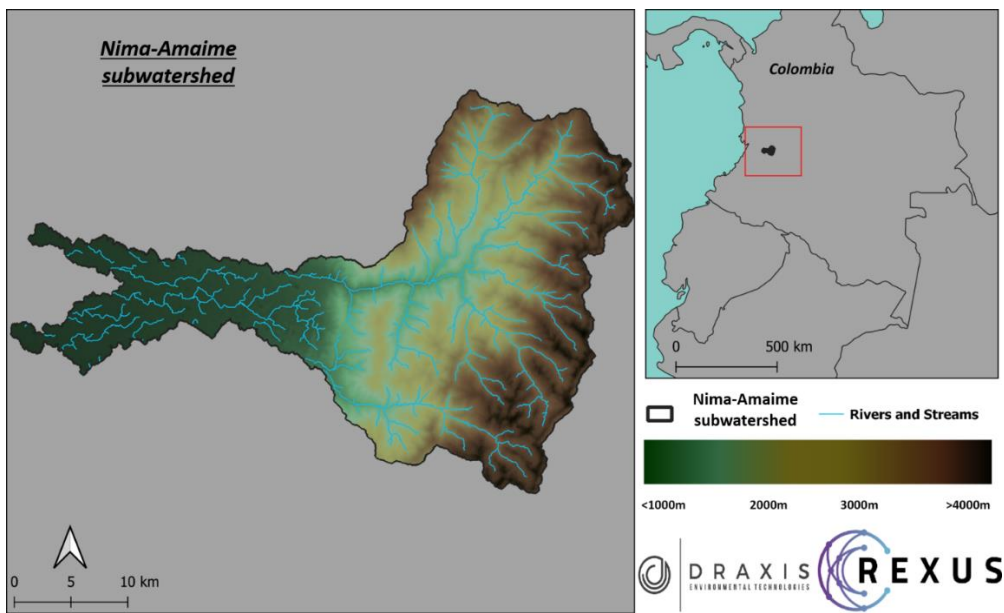 Nima-Amaime
subwatershed
0 5 10 km
Colombia
0 500 km
Nima-Amaime
subwatershed
Rivers and Streams
<1000m 2000m 3000m >4000m
DRAXIS
ENVIRONMENTAL TECHNOLOGIES
REXUS